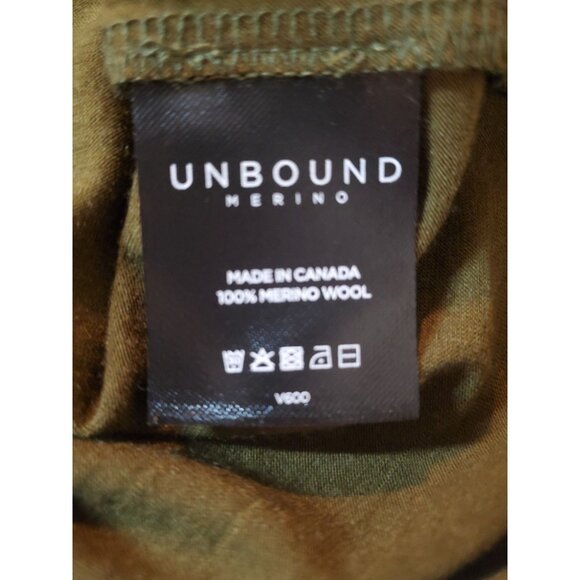 UNBOUND
MERINO
MADE IN CANADA
100% MERINO WOOL
V600